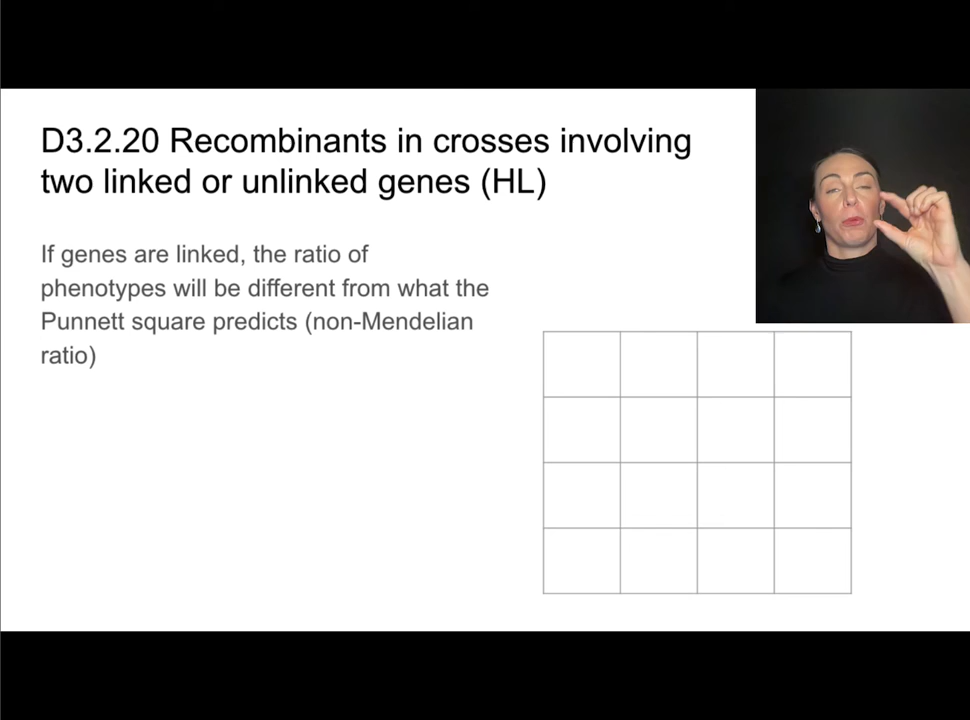 D3.2.20 Recombinants in crosses involving
two linked or unlinked genes (HL)
If genes are linked, the ratio of
phenotypes will be different from what the
Punnett square predicts (non-Mendelian
ratio)